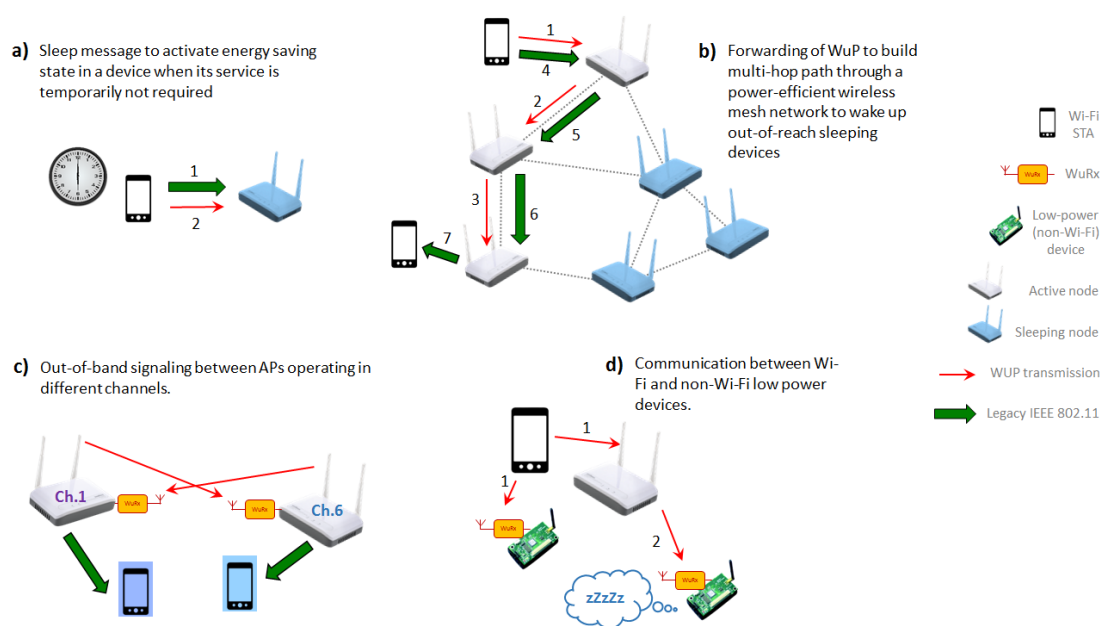 a) Sleep message to activate energy saving
state in a device when its service is
temporarily not required
1
2
b) Forwarding of WuP to build
multi-hop path through a
power-efficient wireless
mesh network to wake up
out-of-reach sleeping
devices
1
4
2
5
3
6
7
Wi-Fi
STA
WuRx
WuRx
Low-power
(non-Wi-Fi)
device
Active node
Sleeping node
WUP transmission
Legacy IEEE 802.11
c) Out-of-band signaling between APs operating in
different channels.
Ch.1
WuRx
WuRx
Ch.6
d) Communication between Wi-
Fi and non-Wi-Fi low power
devices.
1
1
WuRx
2
WuRx
zZzZz